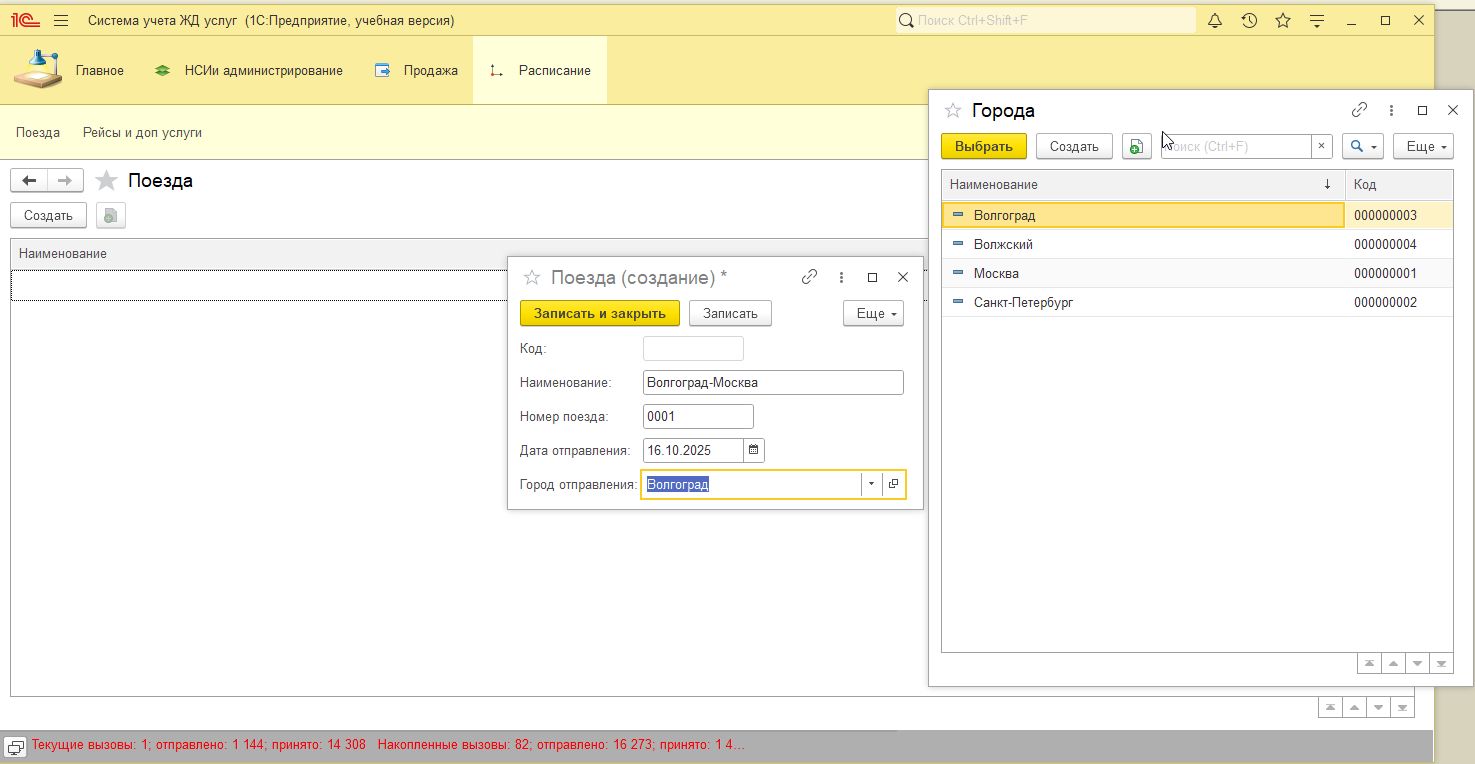 1С Система учета ЖД услуг (1С:Предприятие, учебная версия) Поиск Ctrl+Shift+F
Главное НСИи администрирование Продажа Расписание
Поезда Рейсы и доп услуги
Поезда
Создать
Наименование
Поезда (создание) *
Записать и закрыть Записать Еще
Код:
Наименование: Волгоград-Москва
Номер поезда: 0001
Дата отправления: 16.10.2025
Город отправления: Волгоград
Города
Выбрать Создать Поиск (Ctrl+F) × Еще
Наименование ↓ Код
Волгоград 000000003
Волжский 000000004
Москва 000000001
Санкт-Петербург 000000002
Текущие вызовы: 1; отправлено: 1 144; принято: 14 308 Накопленные вызовы: 82; отправлено: 16 273; принято: 1 4...